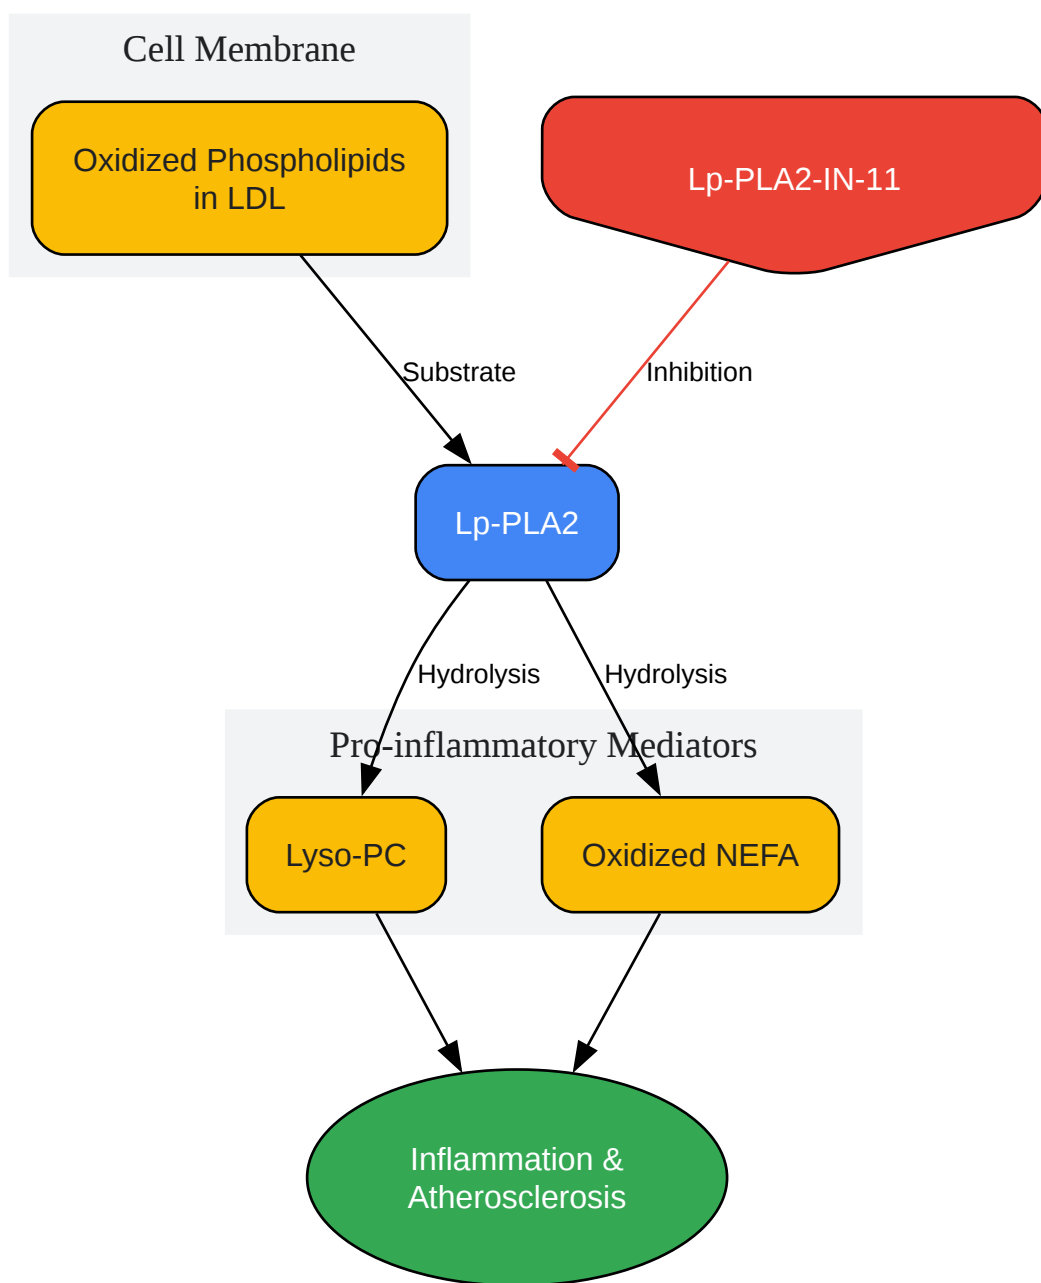 Cell Membrane
Oxidized Phospholipids
in LDL
Lp-PLA2-IN-11
Substrate
Inhibition
Lp-PLA2
Hydrolysis
Hydrolysis
Pro-inflammatory Mediators
Lyso-PC
Oxidized NEFA
Inflammation &
Atherosclerosis